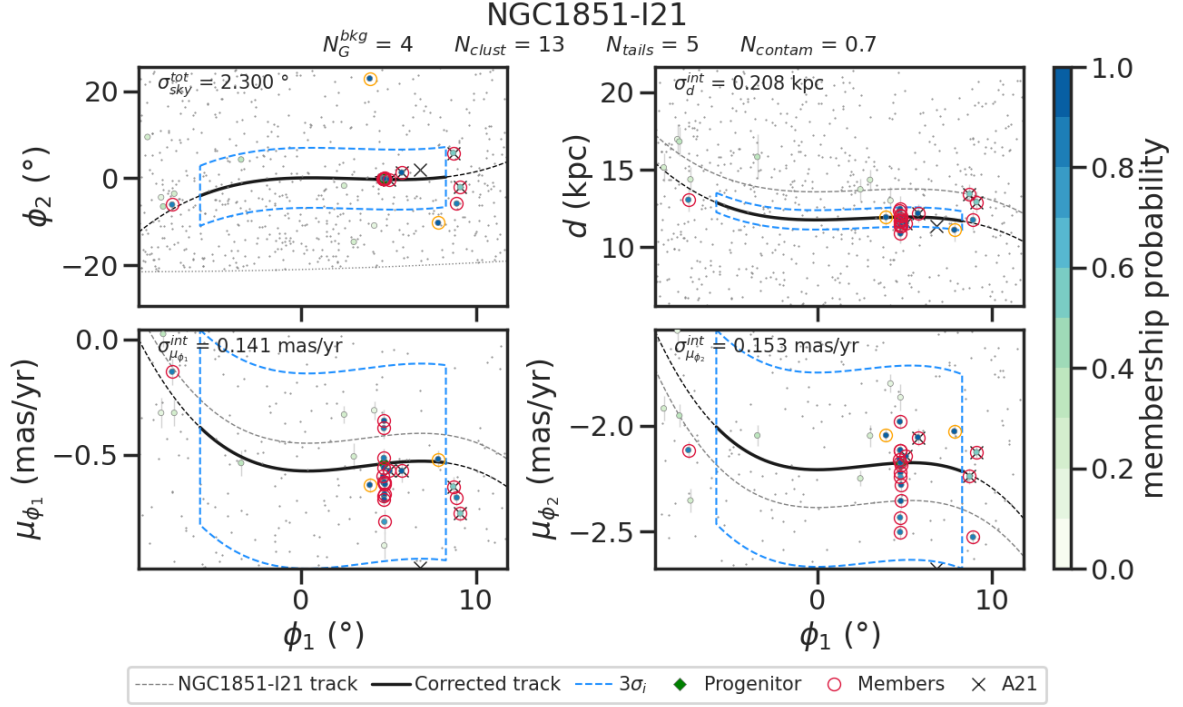 NGC1851-I21
N_G^bkg = 4 N_clust = 13 N_tails = 5 N_contam = 0.7
σ_sky^tot = 2.300 °
20
0
−20
ϕ₂ (°)
σ_d^int = 0.208 kpc
20
15
10
d (kpc)
σ_μϕ₁^int = 0.141 mas/yr
0.0
−0.5
μ_ϕ₁ (mas/yr)
0
10
ϕ₁ (°)
σ_μϕ₂^int = 0.153 mas/yr
−2.0
−2.5
μ_ϕ₂ (mas/yr)
0
10
ϕ₁ (°)
1.0
0.8
0.6
0.4
0.2
0.0
membership probability
NGC1851-I21 track Corrected track 3σ_i Progenitor Members A21